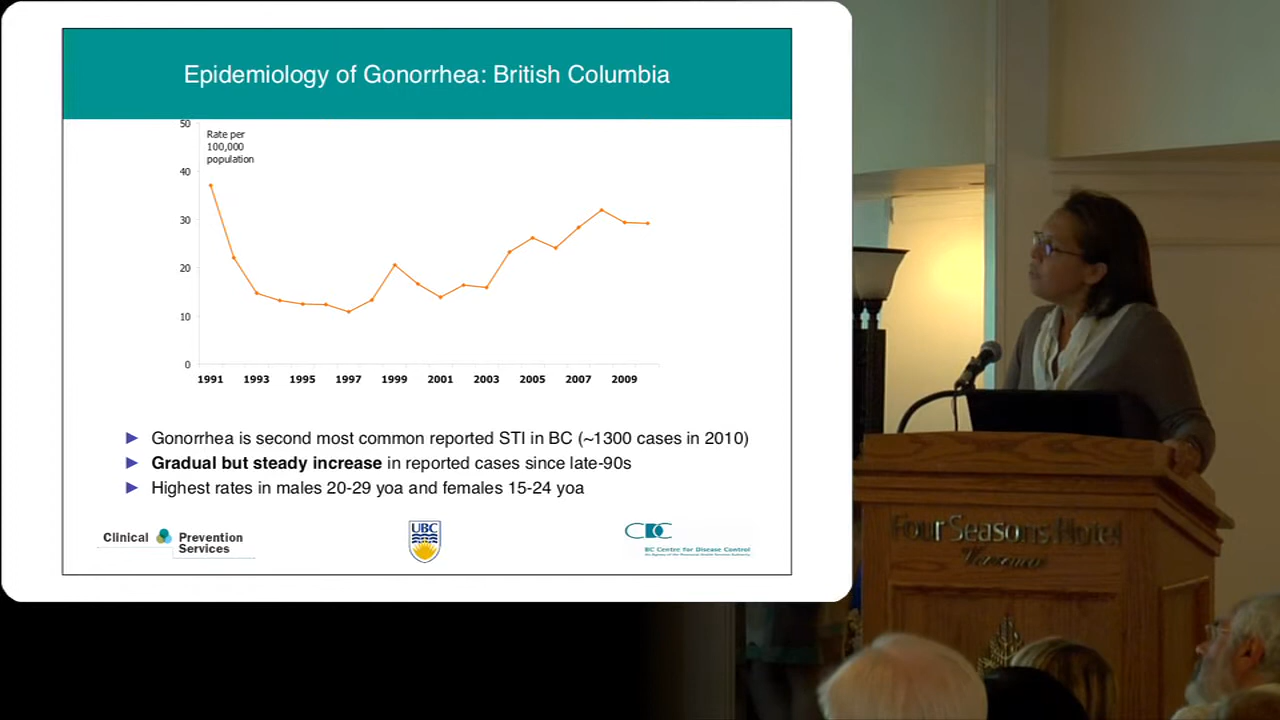 Epidemiology of Gonorrhea: British Columbia
50
Rate per
100,000
population
40
30
20
10
0
1991 1993 1995 1997 1999 2001 2003 2005 2007 2009
Gonorrhea is second most common reported STI in BC (~1300 cases in 2010)
Gradual but steady increase in reported cases since late-90s
Highest rates in males 20-29 yoa and females 15-24 yoa
Clinical Prevention
Services
UBC
CDC
BC Centre for Disease Control
Four Seasons Hotel
Vancouver